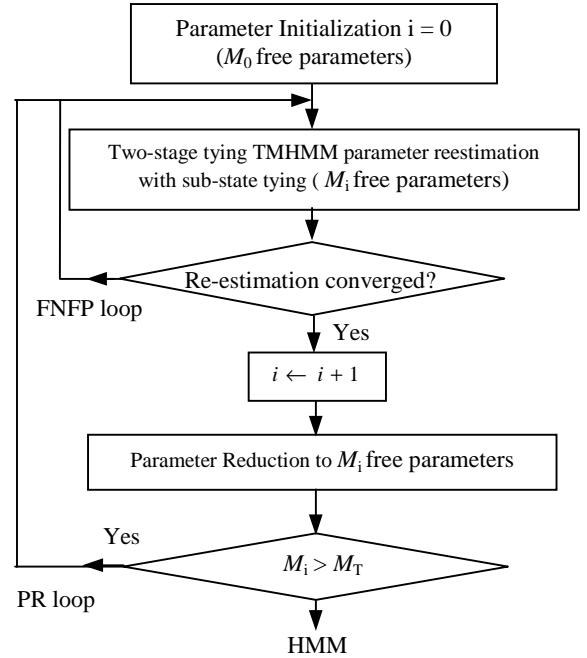 Parameter Initialization i = 0
(M₀ free parameters)
Two-stage tying TMHMM parameter reestimation
with sub-state tying ( Mᵢ free parameters)
Re-estimation converged?
FNFP loop
Yes
i ← i + 1
Parameter Reduction to Mᵢ free parameters
Yes
Mᵢ > M_T
PR loop
HMM